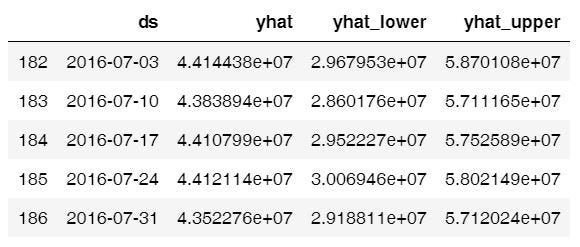 ds yhat yhat_lower yhat_upper
182 2016-07-03 4.414438e+07 2.967953e+07 5.870108e+07
183 2016-07-10 4.383894e+07 2.860176e+07 5.711165e+07
184 2016-07-17 4.410799e+07 2.952227e+07 5.752589e+07
185 2016-07-24 4.412114e+07 3.006946e+07 5.802149e+07
186 2016-07-31 4.352276e+07 2.918811e+07 5.712024e+07